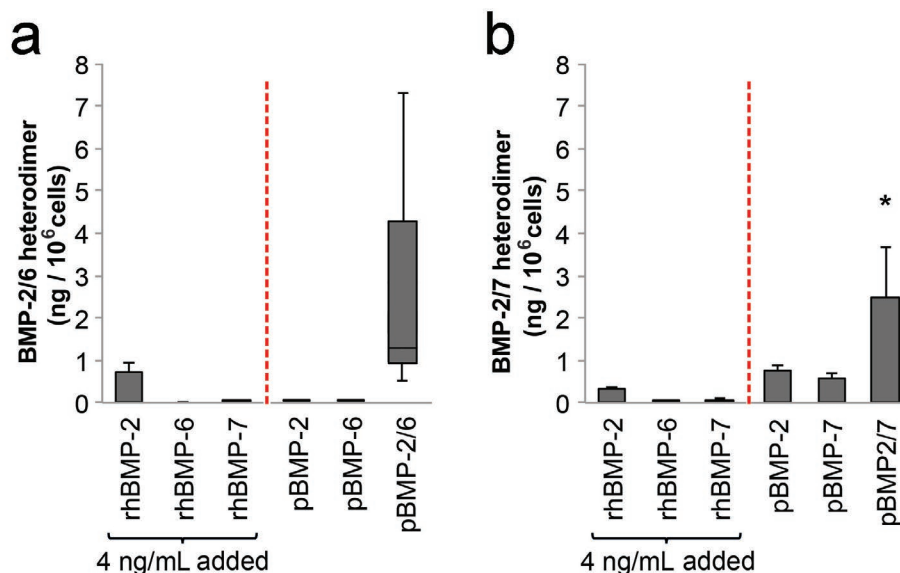 a
BMP-2/6 heterodimer
(ng / 10⁶cells)
8
7
6
5
4
3
2
1
0
rhBMP-2
rhBMP-6
rhBMP-7
pBMP-2
pBMP-6
pBMP-2/6
4 ng/mL added
b
BMP-2/7 heterodimer
(ng / 10⁶cells)
8
7
6
5
4
3
2
1
0
*
rhBMP-2
rhBMP-6
rhBMP-7
pBMP-2
pBMP-7
pBMP2/7
4 ng/mL added